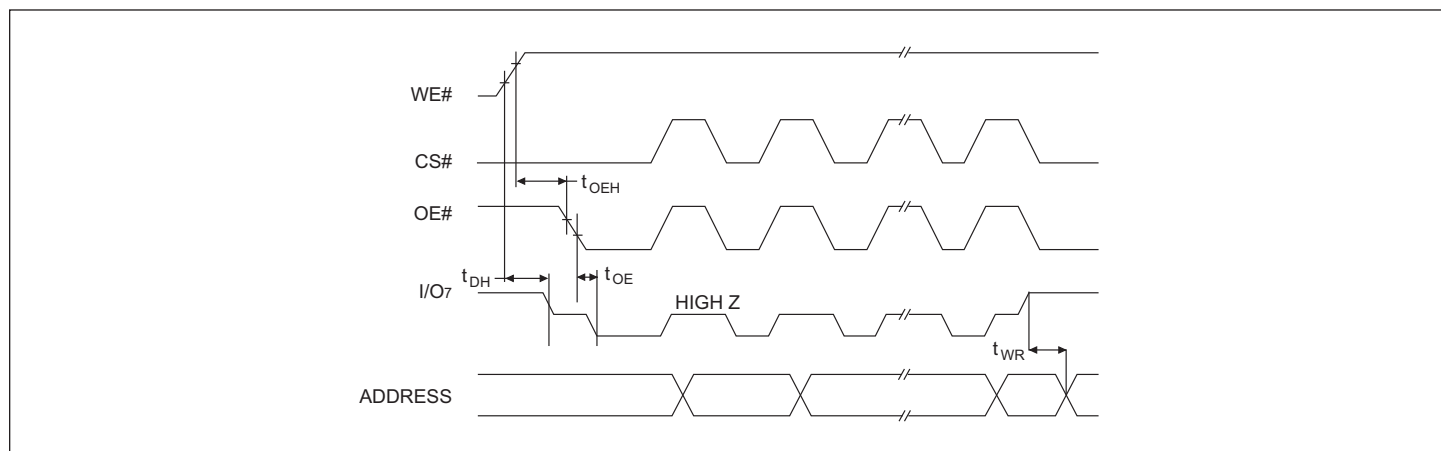 WE#
CS#
tOEH
OE#
tDH
tOE
I/O7
HIGH Z
tWR
ADDRESS